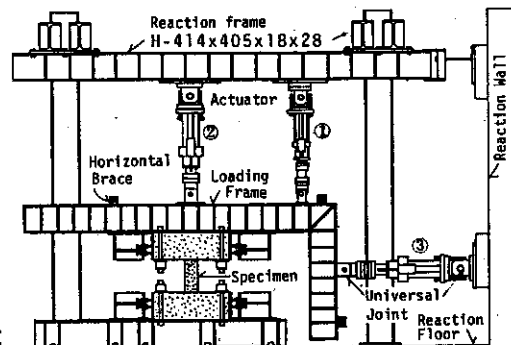 Reaction frame
H-414x405x18x28
Reaction Wall
Actuator
①
②
Horizontal
Brace
Loading
Frame
③
Specimen
Universal
Joint
Reaction
Floor